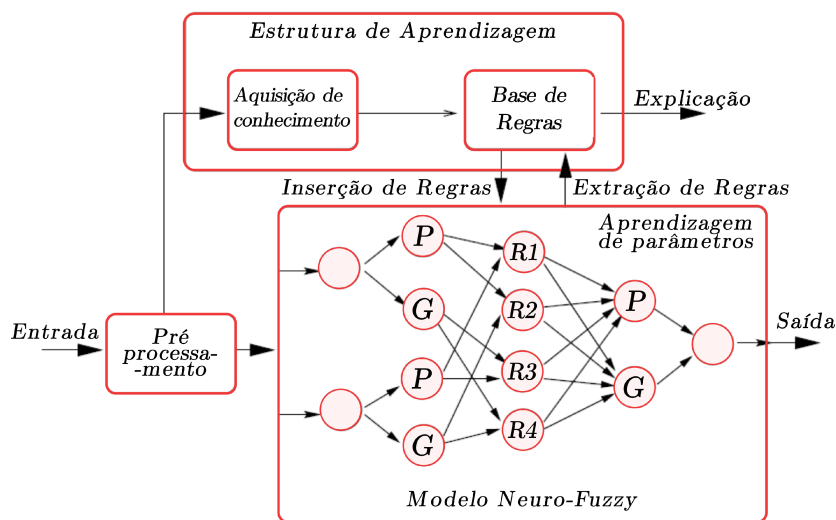 Estrutura de Aprendizagem
Aquisição de
conhecimento
Base de
Regras
Explicação
Inserção de Regras
Extração de Regras
Aprendizagem
de parâmetros
Entrada
Pré
processa-
-mento
P
G
P
G
R1
R2
R3
R4
P
G
Saída
Modelo Neuro-Fuzzy